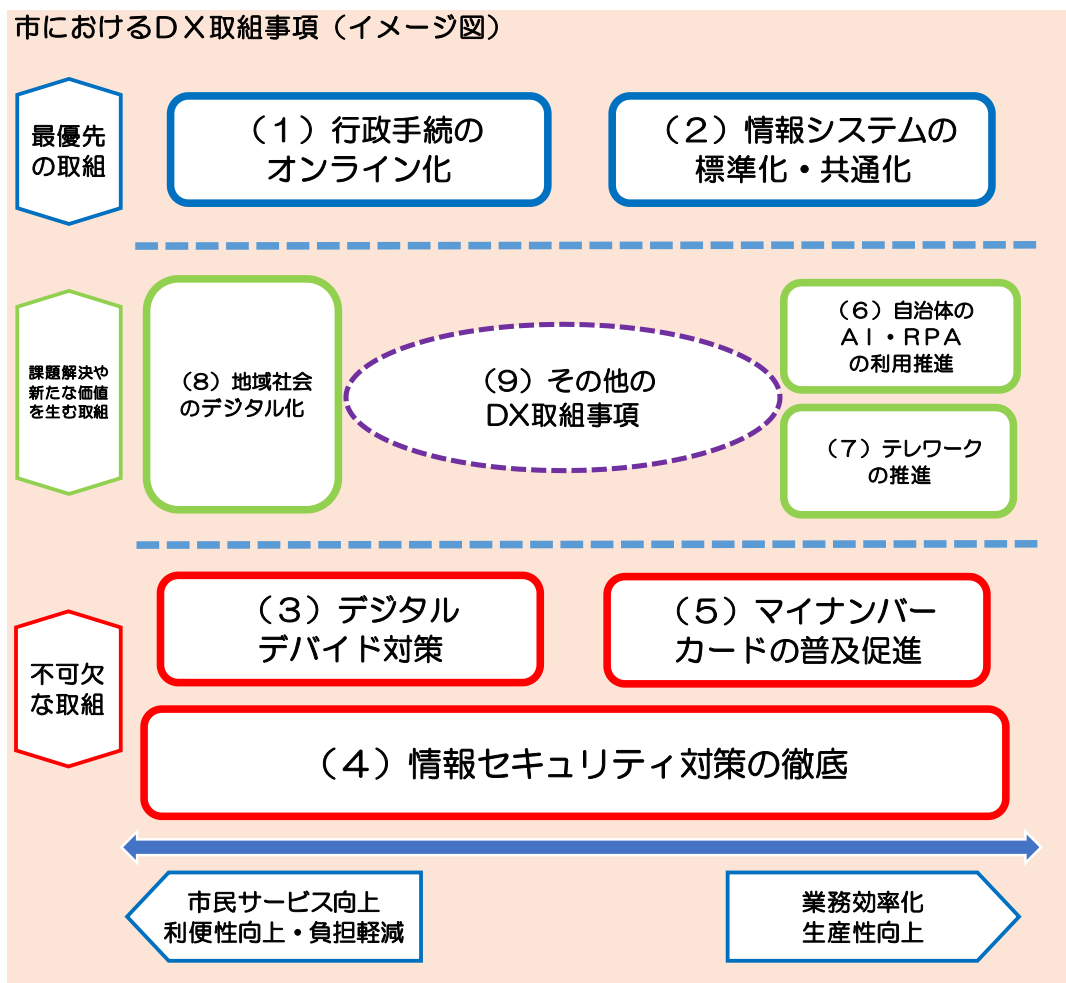 市におけるＤＸ取組事項（イメージ図）
最優先
の取組
（１）行政手続の
オンライン化
（２）情報システムの
標準化・共通化
課題解決や
新たな価値
を生む取組
（8）地域社会
のデジタル化
（9）その他の
DX取組事項
（６）自治体の
ＡＩ・ＲＰＡ
の利用推進
（７）テレワーク
の推進
不可欠
な取組
（３）デジタル
デバイド対策
（５）マイナンバー
カードの普及促進
（４）情報セキュリティ対策の徹底
市民サービス向上
利便性向上・負担軽減
業務効率化
生産性向上